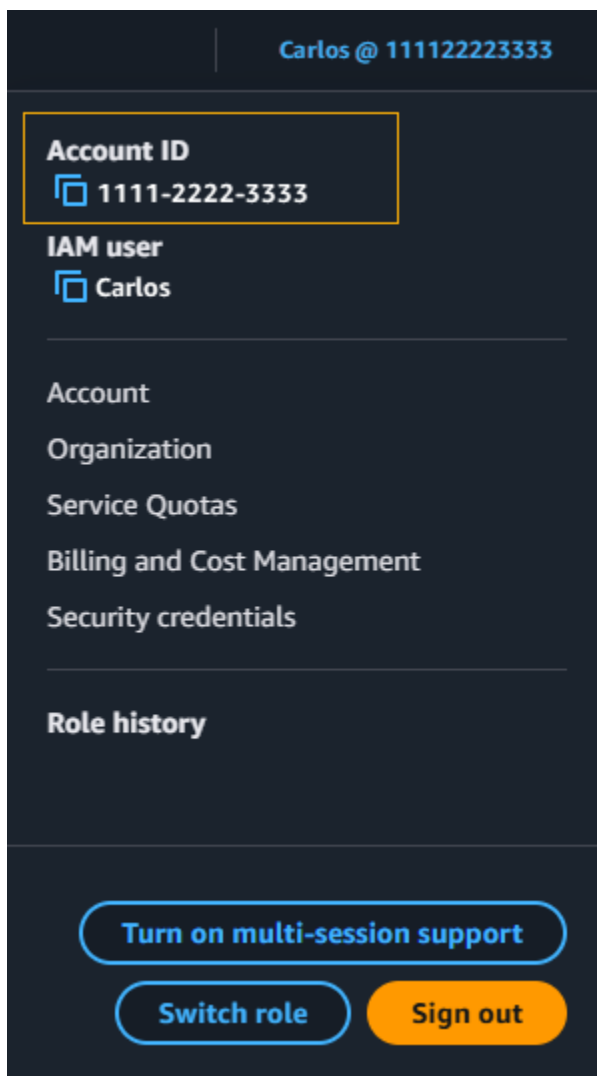 Carlos @ 111122223333
Account ID
1111-2222-3333
IAM user
Carlos
Account
Organization
Service Quotas
Billing and Cost Management
Security credentials
Role history
Turn on multi-session support
Switch role
Sign out